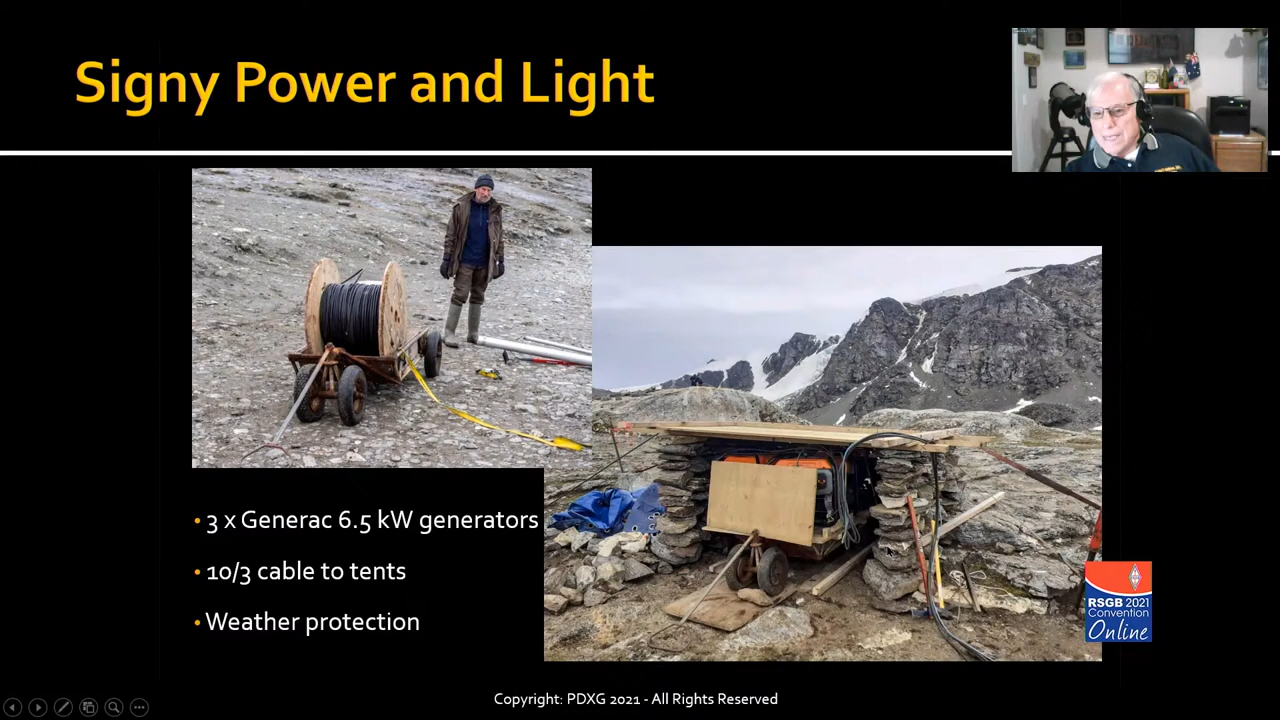 Signy Power and Light
• 3 x Generac 6.5 kW generators
• 10/3 cable to tents
• Weather protection
RSGB 2021
Convention
Online
Copyright: PDXG 2021 - All Rights Reserved